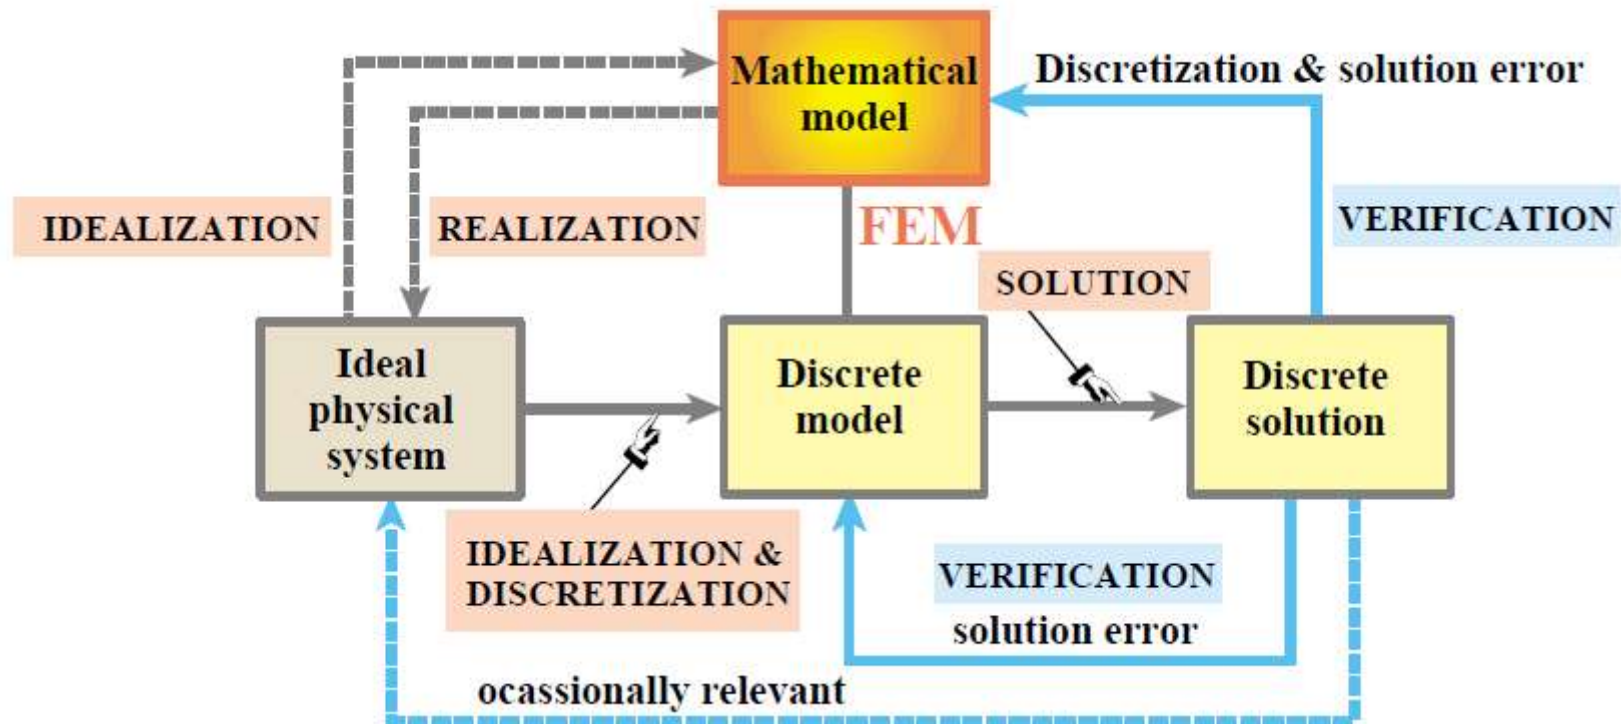 Mathematical
model
Discretization & solution error
IDEALIZATION
REALIZATION
FEM
VERIFICATION
SOLUTION
Ideal
physical
system
Discrete
model
Discrete
solution
IDEALIZATION &
DISCRETIZATION
VERIFICATION
solution error
ocassionally relevant